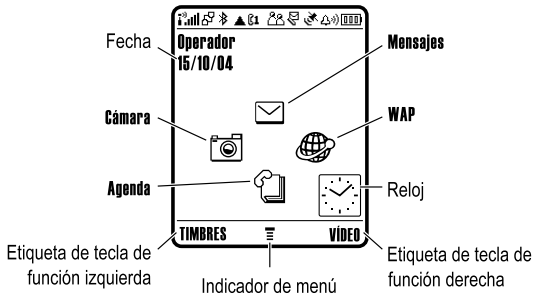 Fecha
Operador
15/10/04
Mensajes
Cámara
WAP
Agenda
Reloj
TIMBRES
VÍDEO
Etiqueta de tecla de
función izquierda
Indicador de menú
Etiqueta de tecla de
función derecha